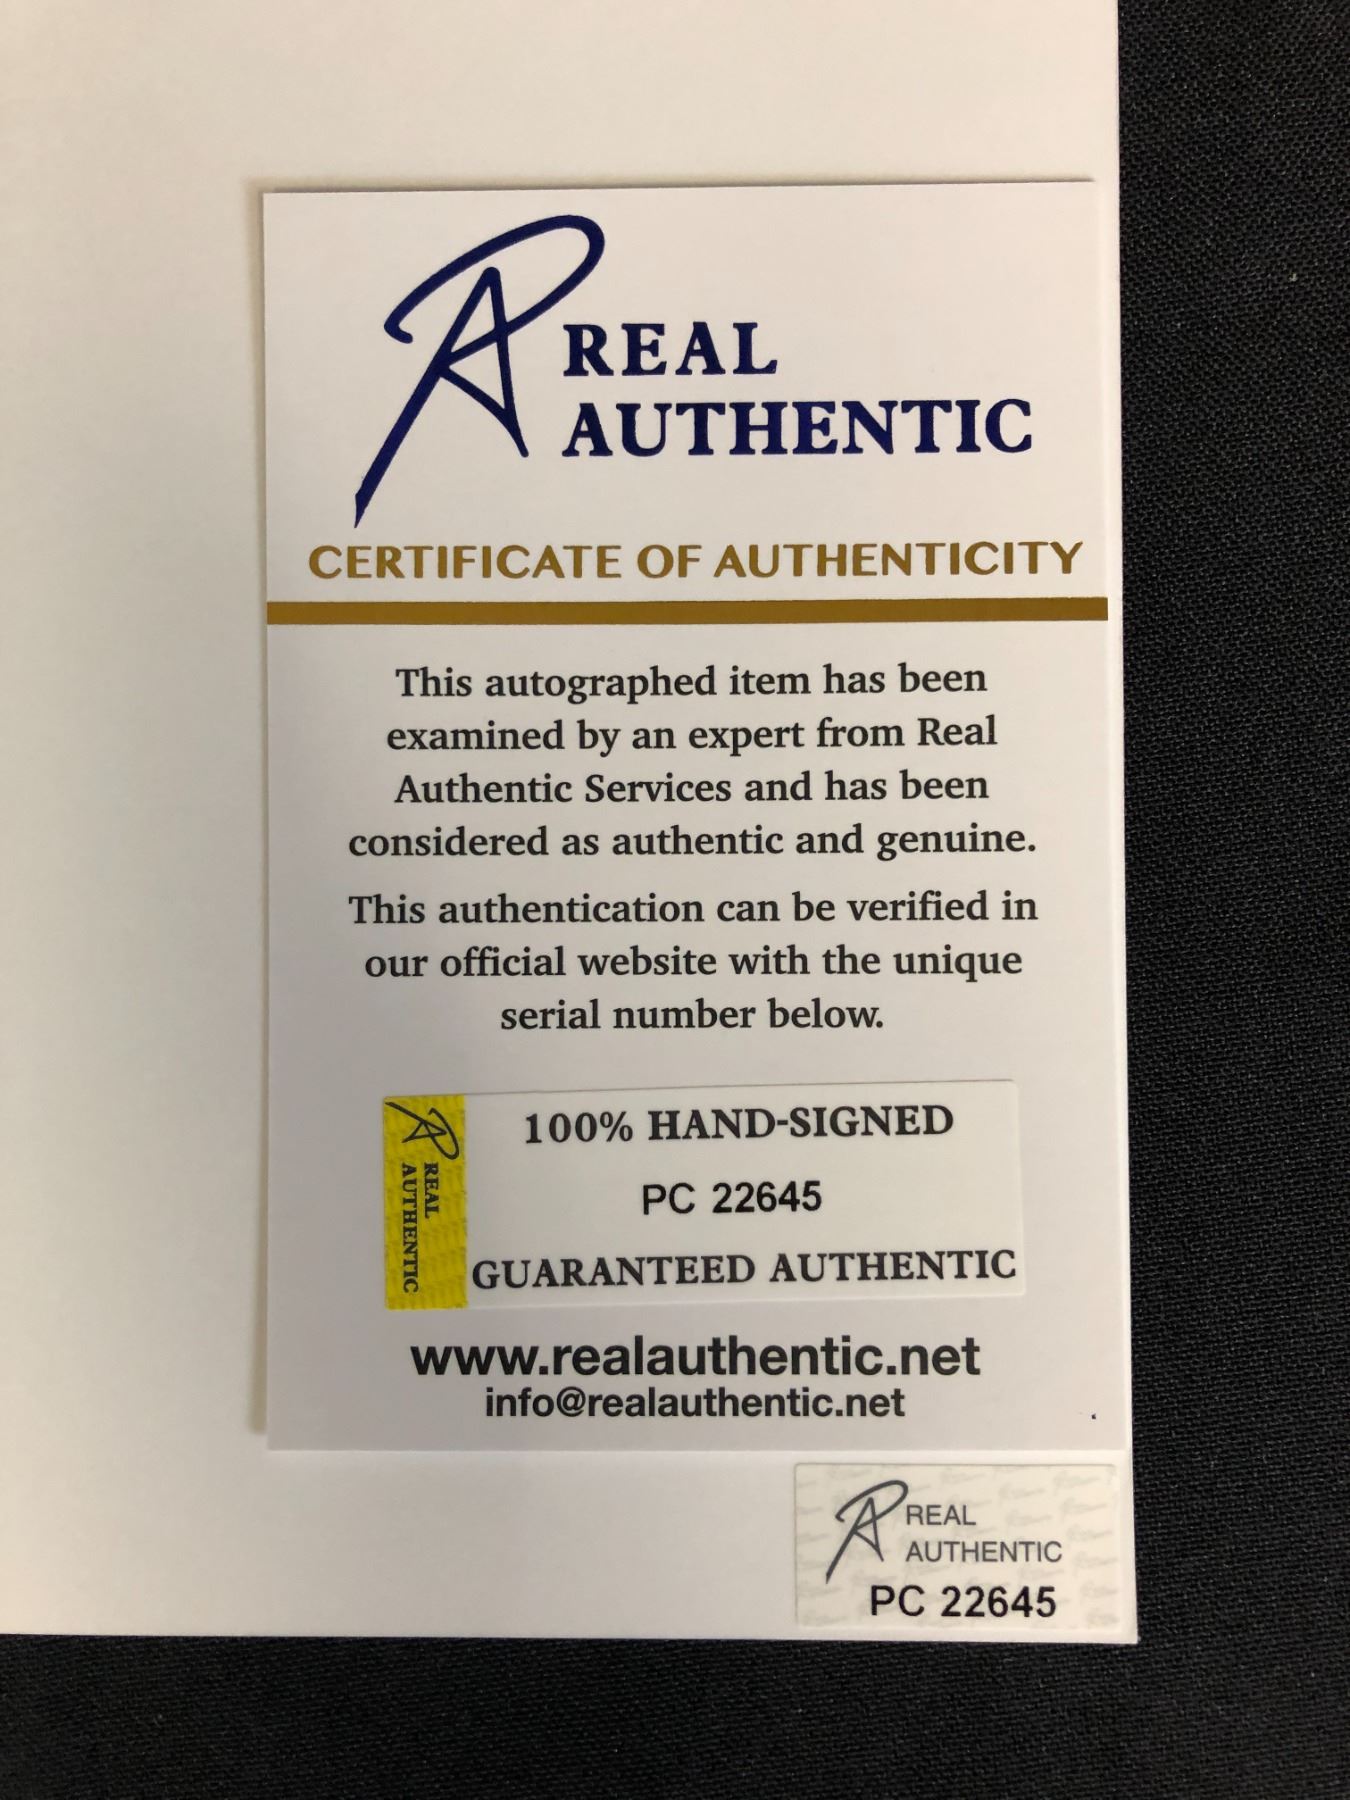 REAL
AUTHENTIC
CERTIFICATE OF AUTHENTICITY
This autographed item has been
examined by an expert from Real
Authentic Services and has been
considered as authentic and genuine.
This authentication can be verified in
our official website with the unique
serial number below.
REAL
AUTHENTIC
100% HAND-SIGNED
PC 22645
GUARANTEED AUTHENTIC
www.realauthentic.net
info@realauthentic.net
REAL
AUTHENTIC
PC 22645